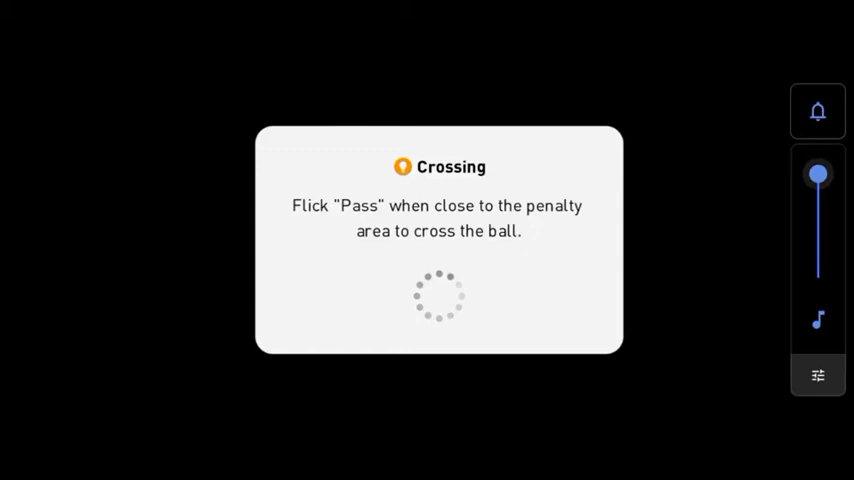 Crossing
Flick "Pass" when close to the penalty
area to cross the ball.